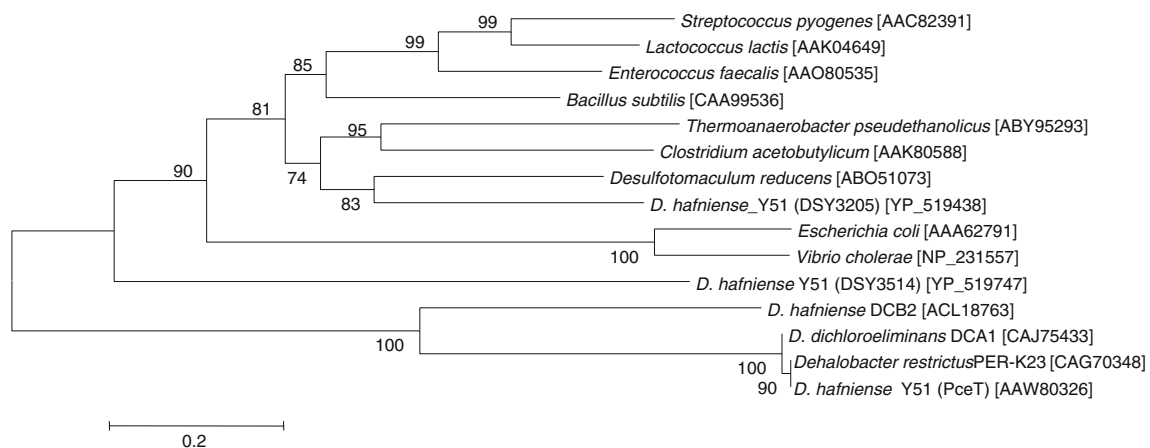 99 Streptococcus pyogenes [AAC82391]
99 Lactococcus lactis [AAK04649]
85 Enterococcus faecalis [AAO80535]
Bacillus subtilis [CAA99536]
81 95 Thermoanaerobacter pseudethanolicus [ABY95293]
Clostridium acetobutylicum [AAK80588]
90 74 Desulfotomaculum reducens [ABO51073]
83 D. hafniense_Y51 (DSY3205) [YP_519438]
Escherichia coli [AAA62791]
100 Vibrio cholerae [NP_231557]
D. hafniense Y51 (DSY3514) [YP_519747]
D. hafniense DCB2 [ACL18763]
100 D. dichloroeliminans DCA1 [CAJ75433]
100 Dehalobacter restrictusPER-K23 [CAG70348]
90 D. hafniense Y51 (PceT) [AAW80326]
0.2